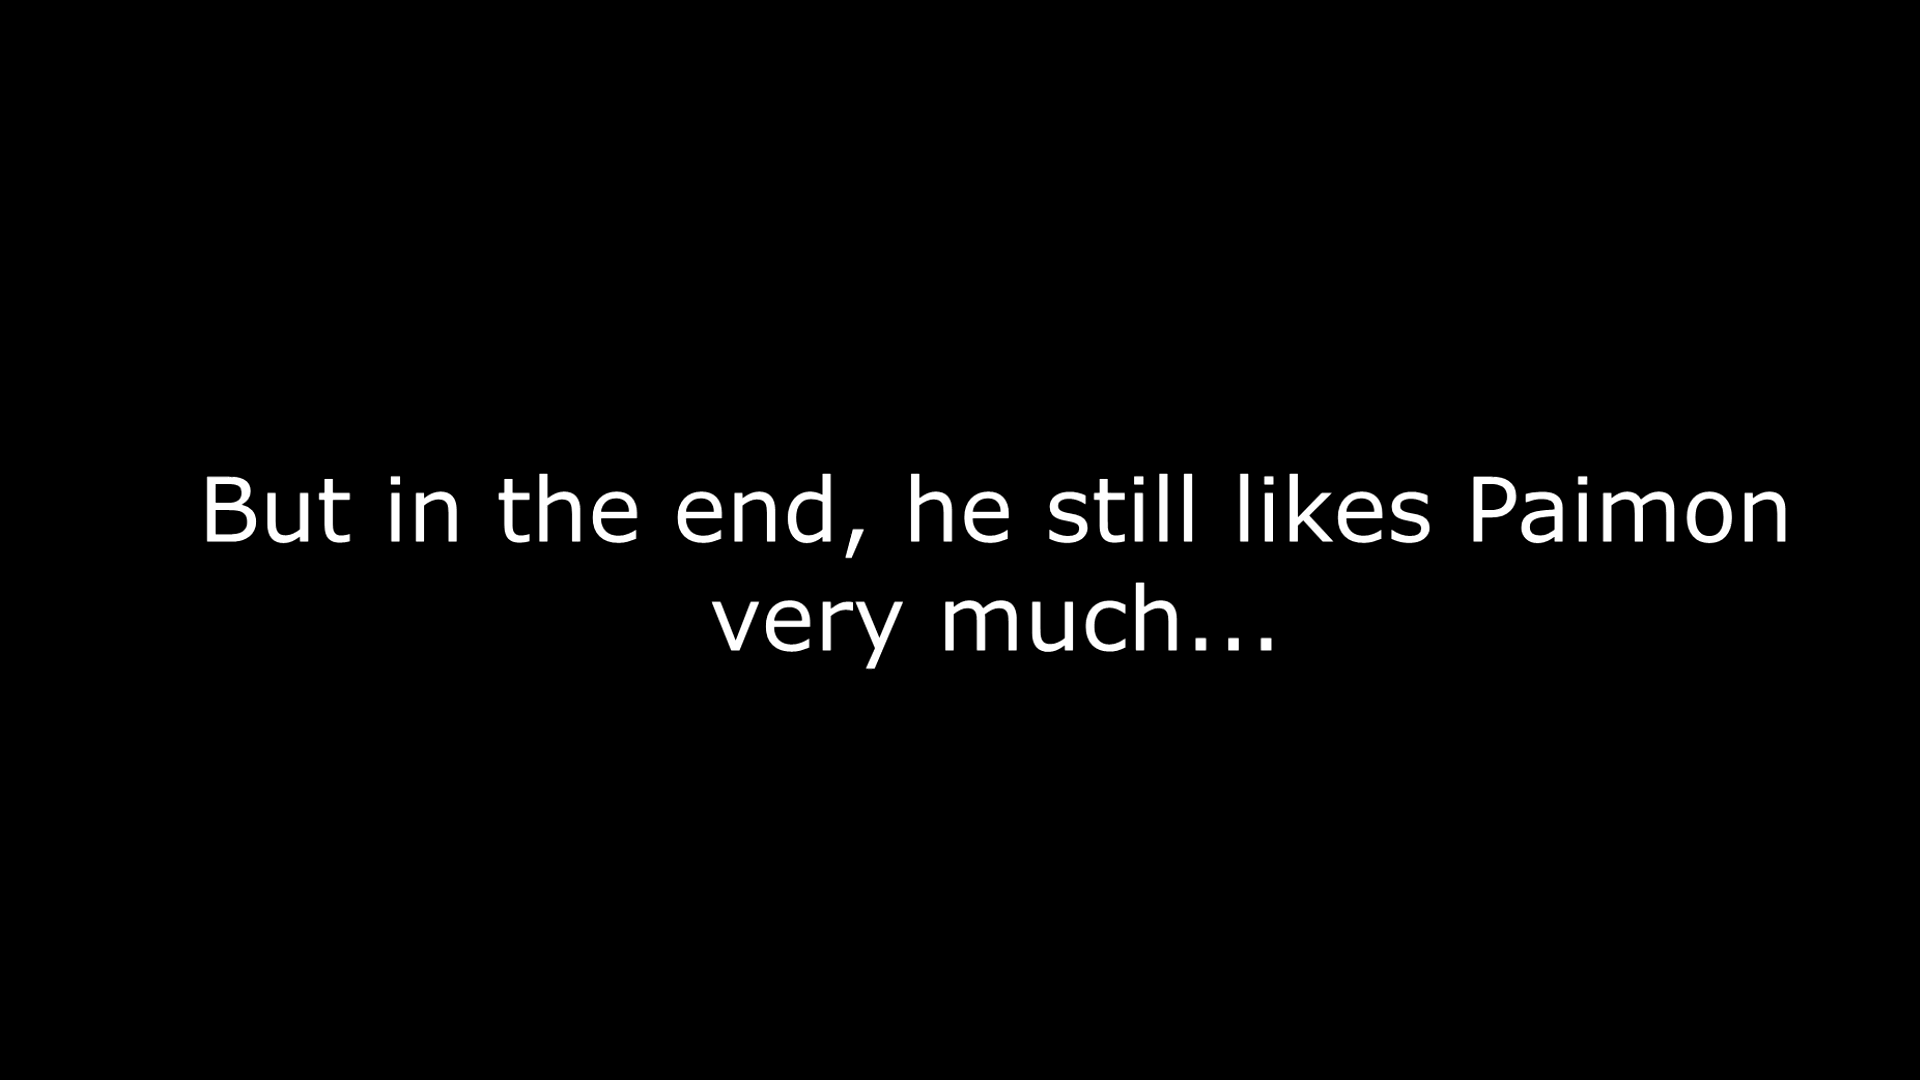 But in the end, he still likes Paimon
very much...